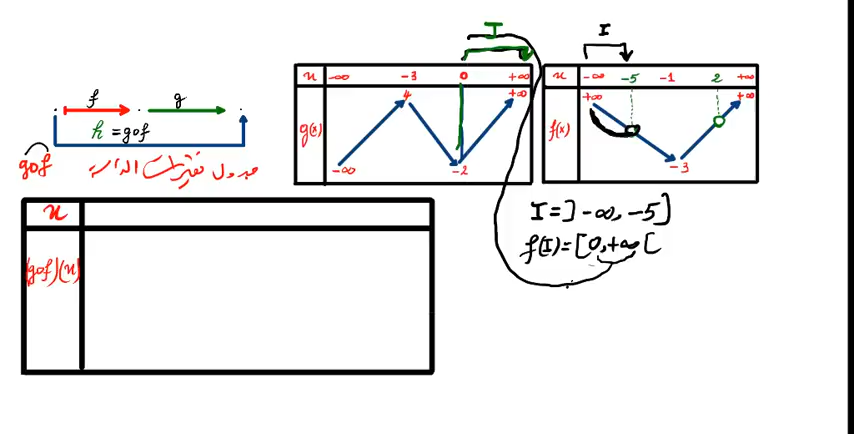 f g
h = gof
gof جدول تغيرات الدالة
I
x -∞ -3 0 +∞
g(x) -∞ 4 -2 +∞
I
x -∞ -5 -1 2 +∞
f(x) +∞ -3 +∞
I = ]-∞, -5]
f(I) = [0, +∞[
x
(gof)(x)